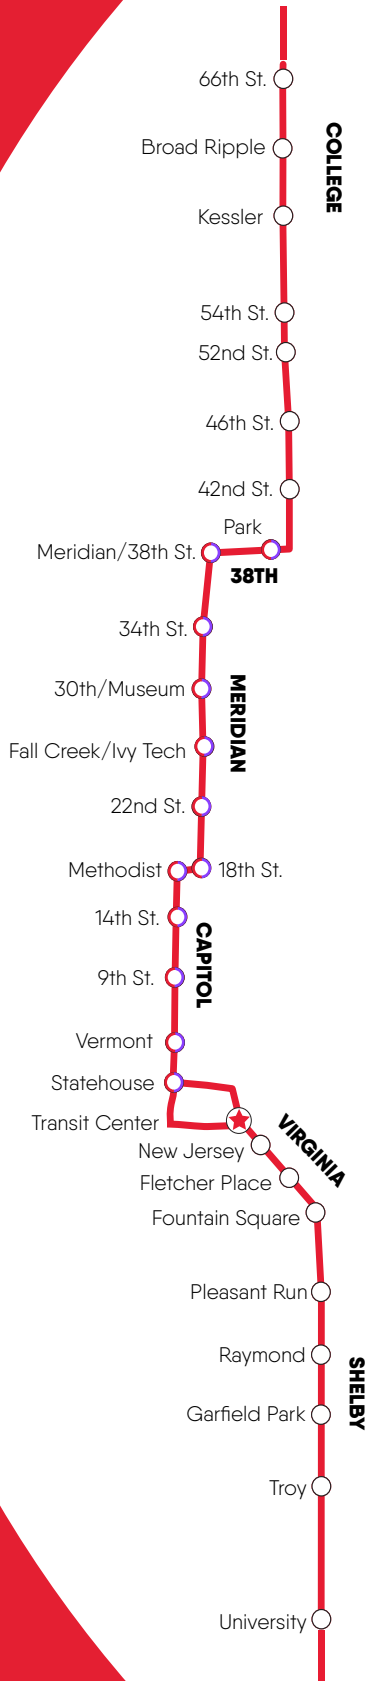 66th St.
COLLEGE
Broad Ripple
Kessler
54th St.
52nd St.
46th St.
42nd St.
Park
Meridian/38th St.
38TH
34th St.
30th/Museum
MERIDIAN
Fall Creek/Ivy Tech
22nd St.
Methodist
18th St.
14th St.
CAPITOL
9th St.
Vermont
Statehouse
Transit Center
VIRGINIA
New Jersey
Fletcher Place
Fountain Square
Pleasant Run
Raymond
SHELBY
Garfield Park
Troy
University